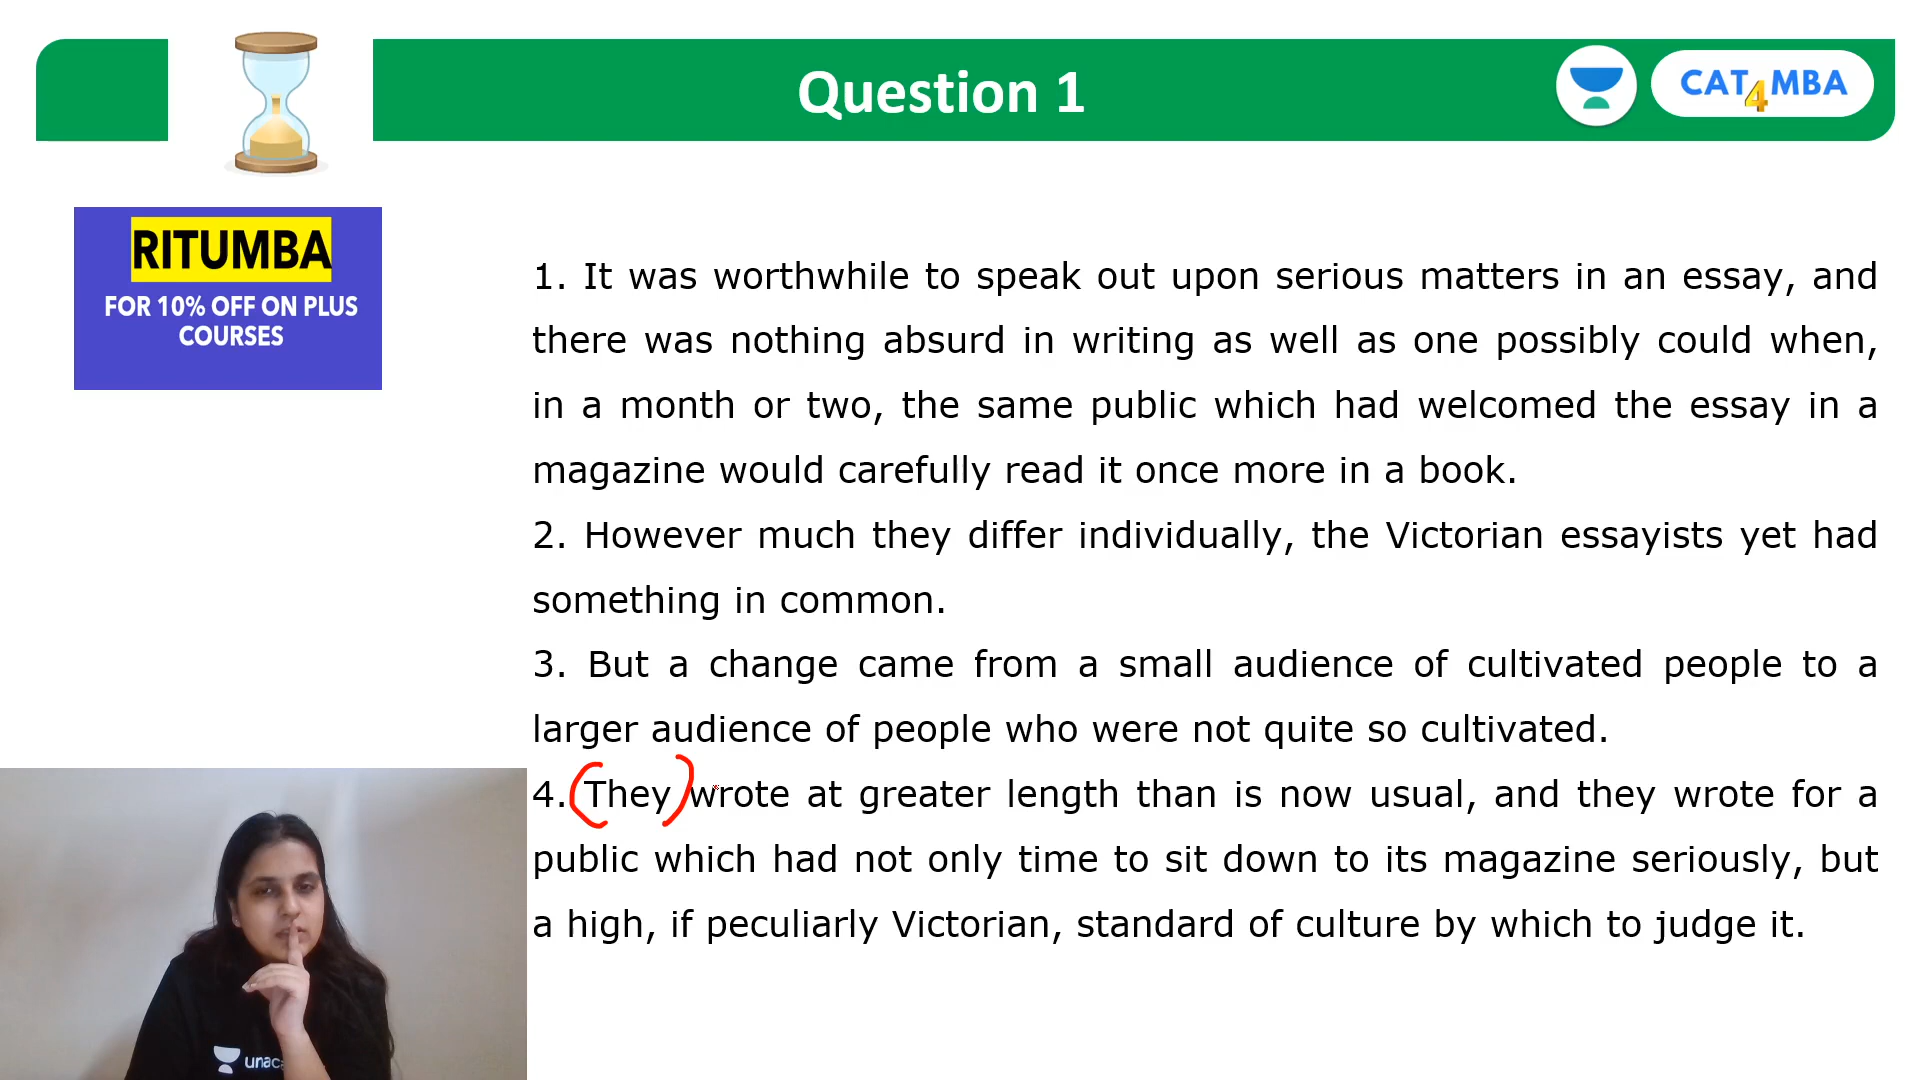 Question 1
CAT4MBA
RITUMBA
FOR 10% OFF ON PLUS
COURSES
1. It was worthwhile to speak out upon serious matters in an essay, and
there was nothing absurd in writing as well as one possibly could when,
in a month or two, the same public which had welcomed the essay in a
magazine would carefully read it once more in a book.
2. However much they differ individually, the Victorian essayists yet had
something in common.
3. But a change came from a small audience of cultivated people to a
larger audience of people who were not quite so cultivated.
4. They wrote at greater length than is now usual, and they wrote for a
public which had not only time to sit down to its magazine seriously, but
a high, if peculiarly Victorian, standard of culture by which to judge it.
unac